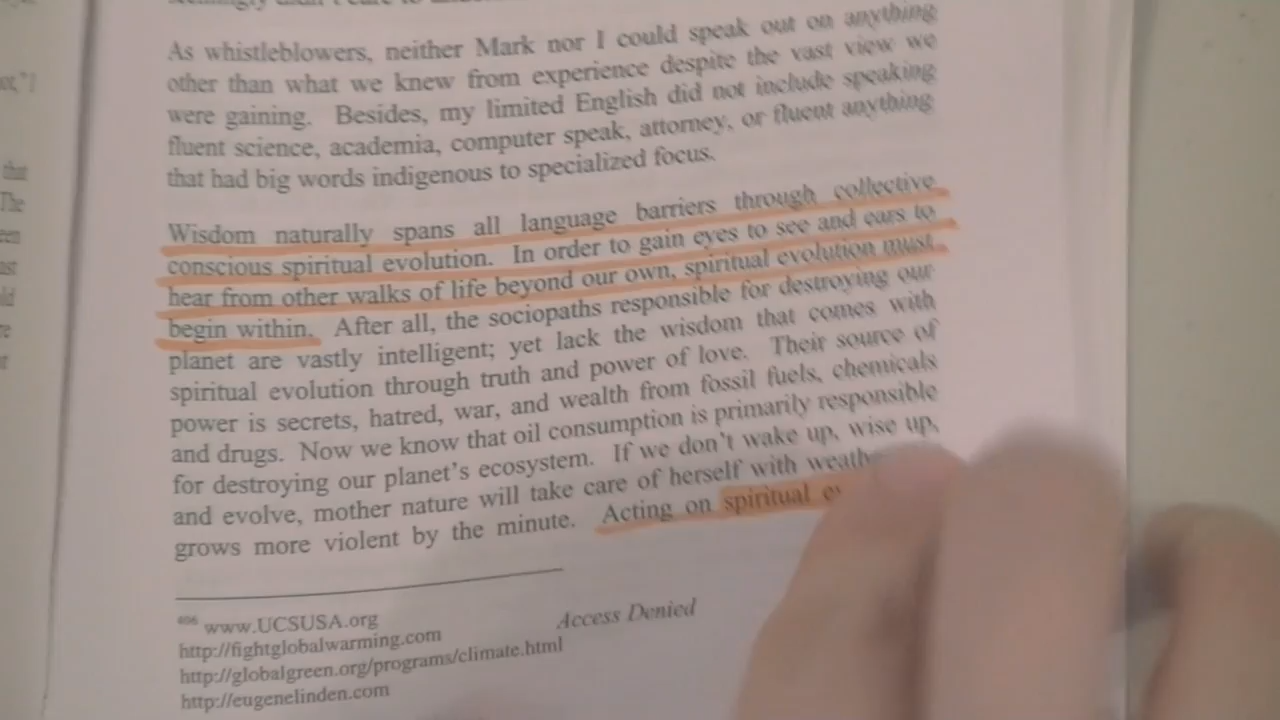 As whistleblowers, neither Mark nor I could speak out on anything
other than what we knew from experience despite the vast view we
were gaining. Besides, my limited English did not include speaking
fluent science, academia, computer speak, attorney, or fluent anything
that had big words indigenous to specialized focus.
Wisdom naturally spans all language barriers through collective
conscious spiritual evolution. In order to gain eyes to see and ears to
hear from other walks of life beyond our own, spiritual evolution must
begin within. After all, the sociopaths responsible for destroying our
planet are vastly intelligent; yet lack the wisdom that comes with
spiritual evolution through truth and power of love. Their source of
power is secrets, hatred, war, and wealth from fossil fuels, chemicals
and drugs. Now we know that oil consumption is primarily responsible
for destroying our planet's ecosystem. If we don't wake up, wise up,
and evolve, mother nature will take care of herself with
grows more violent by the minute. Acting on spiritual
406 www.UCSUSA.org
Access Denied
http://fightglobalwarming.com
http://globalgreen.org/programs/climate.html
http://eugenelinden.com
that
The